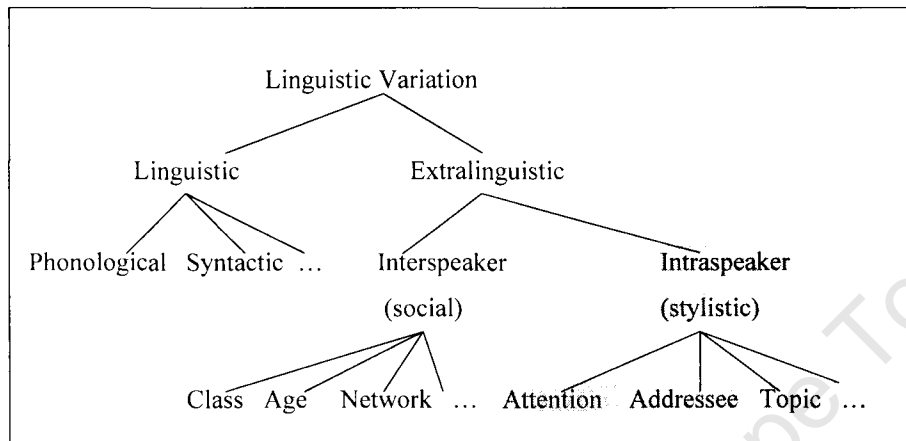 Linguistic Variation
Linguistic Extralinguistic
Phonological Syntactic ... Interspeaker Intraspeaker
(social) (stylistic)
Class Age Network ... Attention Addressee Topic ...